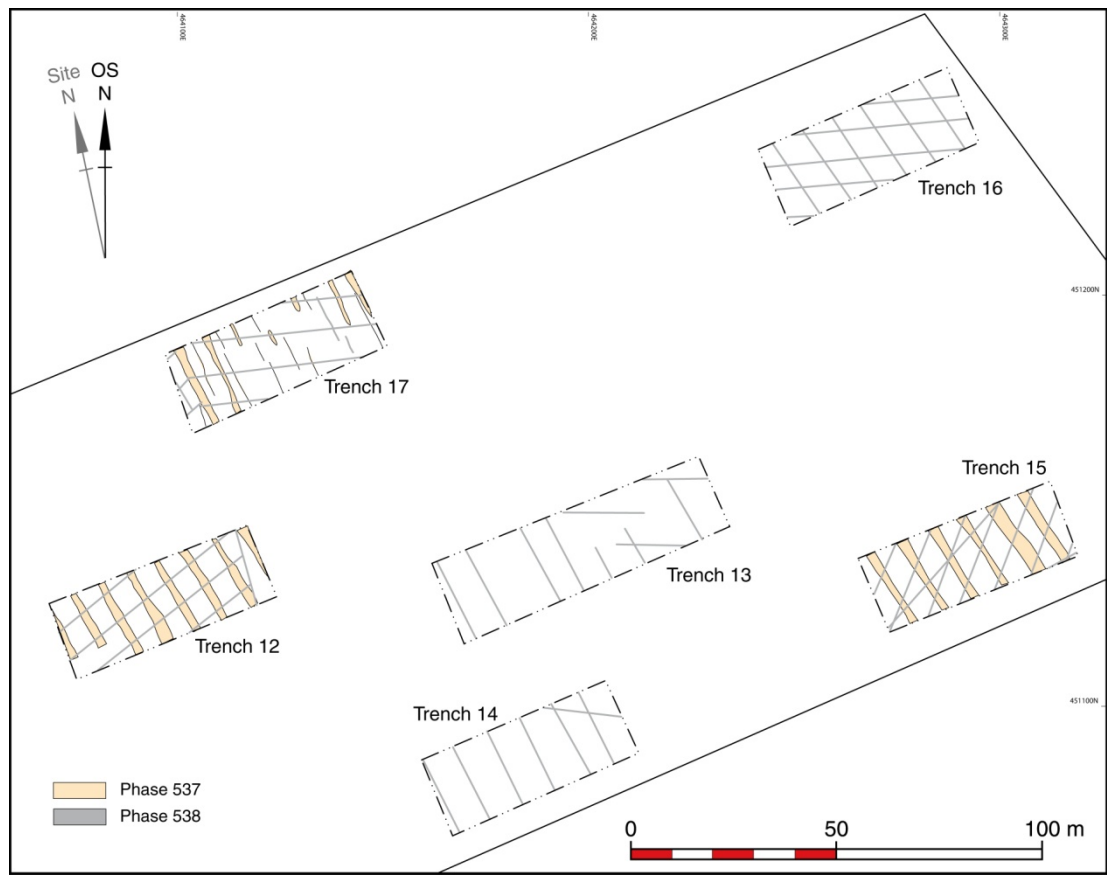 464100E
464200E
464300E
Site
N
OS
N
Trench 16
451200N
Trench 17
Trench 15
Trench 13
Trench 12
451100N
Trench 14
Phase 537
Phase 538
0
50
100 m